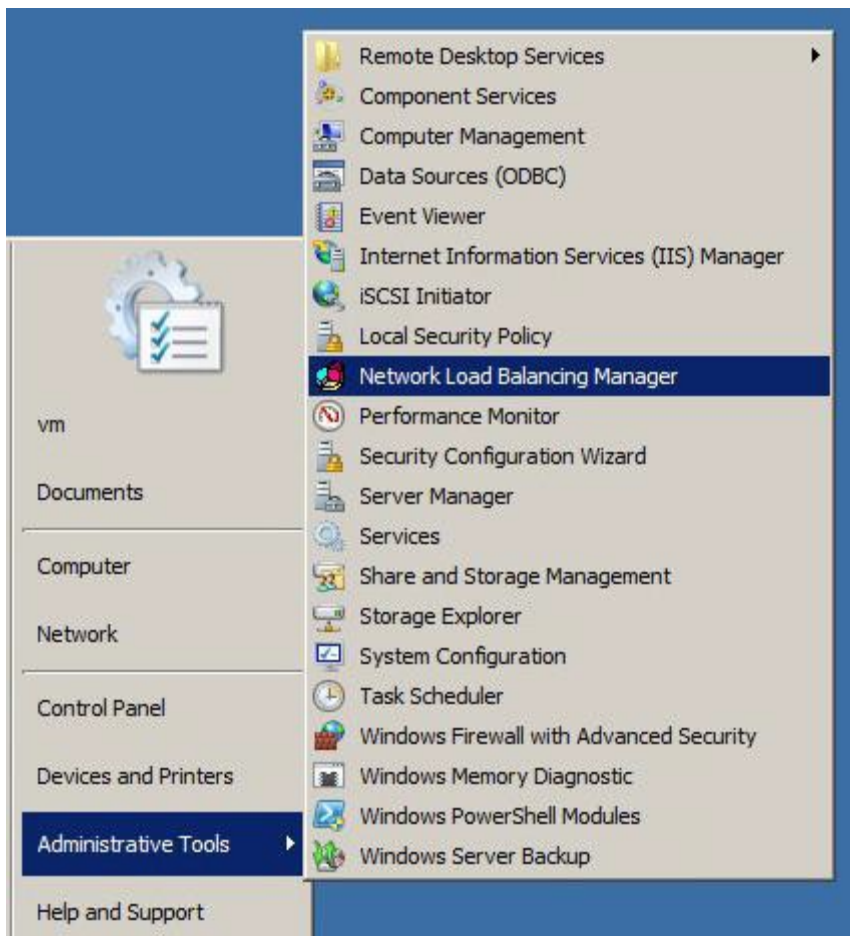 Remote Desktop Services
Component Services
Computer Management
Data Sources (ODBC)
Event Viewer
Internet Information Services (IIS) Manager
iSCSI Initiator
Local Security Policy
Network Load Balancing Manager
Performance Monitor
Security Configuration Wizard
Server Manager
Services
Share and Storage Management
Storage Explorer
System Configuration
Task Scheduler
Windows Firewall with Advanced Security
Windows Memory Diagnostic
Windows PowerShell Modules
Windows Server Backup
vm
Documents
Computer
Network
Control Panel
Devices and Printers
Administrative Tools
Help and Support